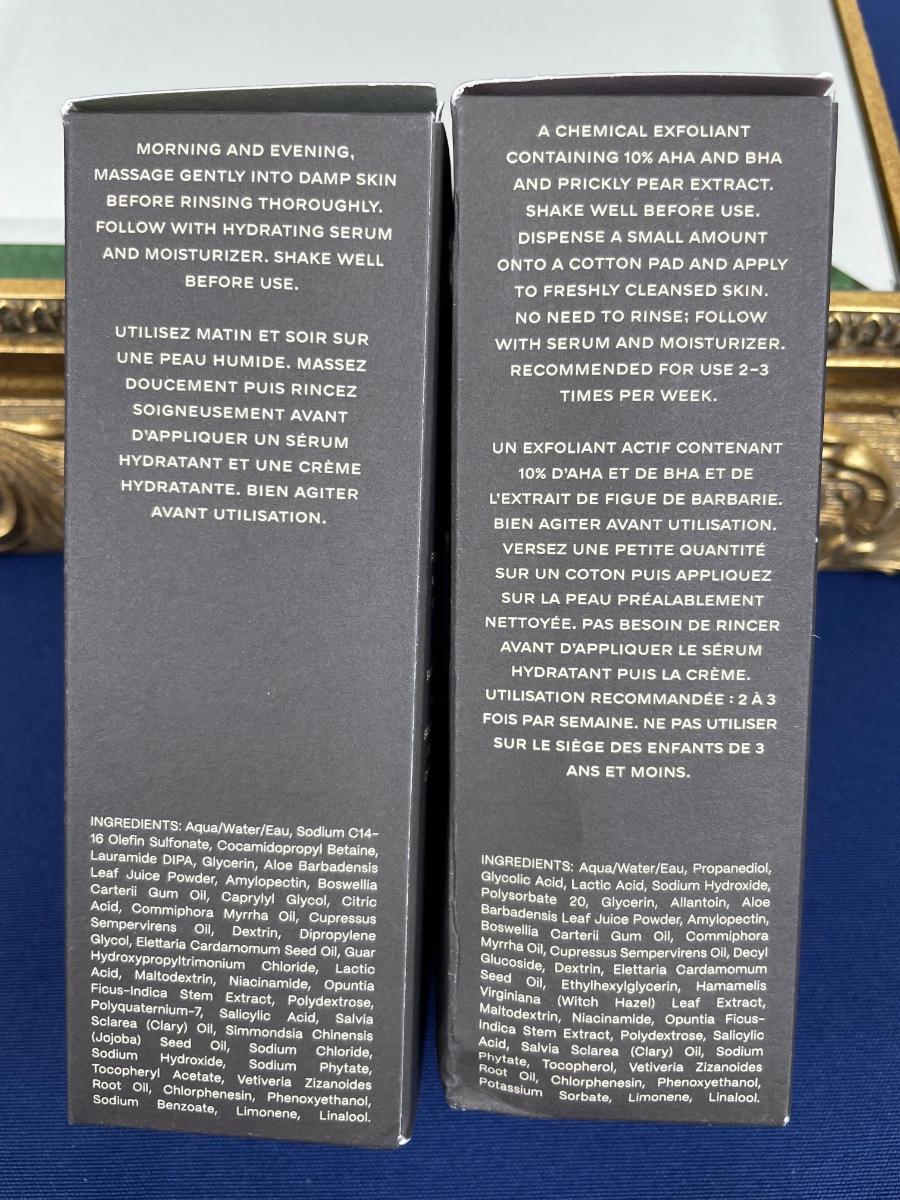 MORNING AND EVENING,
MASSAGE GENTLY INTO DAMP SKIN
BEFORE RINSING THOROUGHLY.
FOLLOW WITH HYDRATING SERUM
AND MOISTURIZER. SHAKE WELL
BEFORE USE.
UTILISEZ MATIN ET SOIR SUR
UNE PEAU HUMIDE. MASSEZ
DOUCEMENT PUIS RINCEZ
SOIGNEUSEMENT AVANT
D'APPLIQUER UN SÉRUM
HYDRATANT ET UNE CRÈME
HYDRATANTE. BIEN AGITER
AVANT UTILISATION.
INGREDIENTS: Aqua/Water/Eau, Sodium C14-
16 Olefin Sulfonate, Cocamidopropyl Betaine,
Lauramide DIPA, Glycerin, Aloe Barbadensis
Leaf Juice Powder, Amylopectin, Boswellia
Carterii Gum Oil, Caprylyl Glycol, Citric
Acid, Commiphora Myrrha Oil, Cupressus
Sempervirens Oil, Dextrin, Dipropylene
Glycol, Elettaria Cardamomum Seed Oil, Guar
Hydroxypropyltrimonium Chloride, Lactic
Acid, Maltodextrin, Niacinamide, Opuntia
Ficus-Indica Stem Extract, Polydextrose,
Polyquaternium-7, Salicylic Acid, Salvia
Sclarea (Clary) Oil, Simmondsia Chinensis
(Jojoba) Seed Oil, Sodium Chloride,
Sodium Hydroxide, Sodium Phytate,
Tocopheryl Acetate, Vetiveria Zizanoides
Root Oil, Chlorphenesin, Phenoxyethanol,
Sodium Benzoate, Limonene, Linalool.
A CHEMICAL EXFOLIANT
CONTAINING 10% AHA AND BHA
AND PRICKLY PEAR EXTRACT.
SHAKE WELL BEFORE USE.
DISPENSE A SMALL AMOUNT
ONTO A COTTON PAD AND APPLY
TO FRESHLY CLEANSED SKIN.
NO NEED TO RINSE; FOLLOW
WITH SERUM AND MOISTURIZER.
RECOMMENDED FOR USE 2-3
TIMES PER WEEK.
UN EXFOLIANT ACTIF CONTENANT
10% D'AHA ET DE BHA ET DE
L'EXTRAIT DE FIGUE DE BARBARIE.
BIEN AGITER AVANT UTILISATION.
VERSEZ UNE PETITE QUANTITÉ
SUR UN COTON PUIS APPLIQUEZ
SUR LA PEAU PRÉALABLEMENT
NETTOYÉE. PAS BESOIN DE RINCER
AVANT D'APPLIQUER LE SÉRUM
HYDRATANT PUIS LA CRÈME.
UTILISATION RECOMMANDÉE : 2 À 3
FOIS PAR SEMAINE. NE PAS UTILISER
SUR LE SIÈGE DES ENFANTS DE 3
ANS ET MOINS.
INGREDIENTS: Aqua/Water/Eau, Propanediol,
Glycolic Acid, Lactic Acid, Sodium Hydroxide,
Polysorbate 20, Glycerin, Allantoin, Aloe
Barbadensis Leaf Juice Powder, Amylopectin,
Boswellia Carterii Gum Oil, Commiphora
Myrrha Oil, Cupressus Sempervirens Oil, Decyl
Glucoside, Dextrin, Elettaria Cardamomum
Seed Oil, Ethylhexylglycerin, Hamamelis
Virginiana (Witch Hazel) Leaf Extract,
Maltodextrin, Niacinamide, Opuntia Ficus-
Indica Stem Extract, Polydextrose, Salicylic
Acid, Salvia Sclarea (Clary) Oil, Sodium
Phytate, Tocopherol, Vetiveria Zizanoides
Root Oil, Chlorphenesin, Phenoxyethanol,
Potassium Sorbate, Limonene, Linalool.